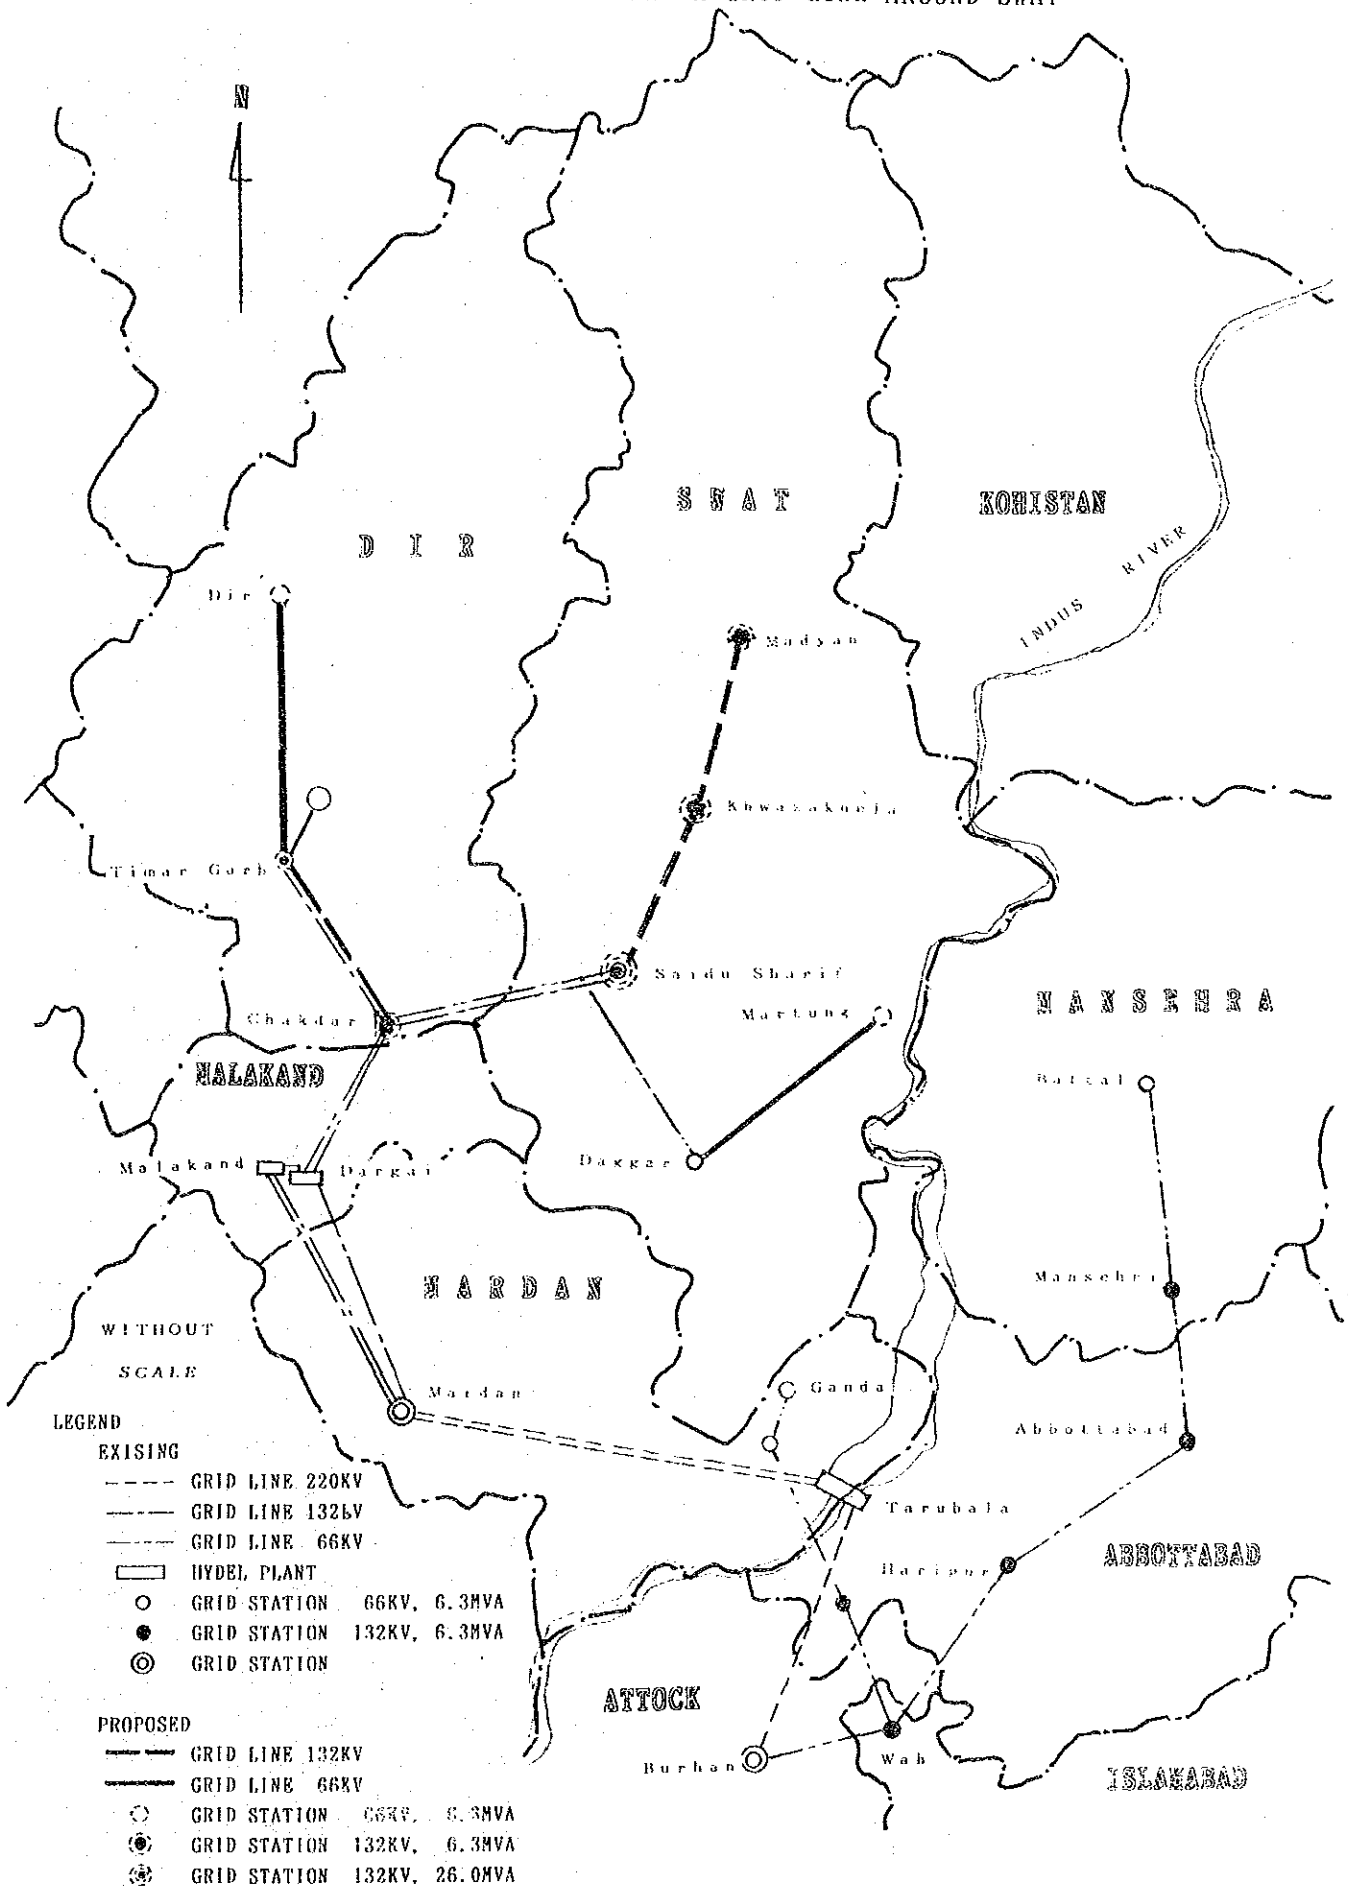 AROUND SWAT
N
SWAT
KOHISTAN
DIR
INDUS RIVER
Dir
Madyan
Khwazakhela
Timar Garh
Saidu Sharif
Martung
MANSEHRA
Chakdar
MALAKAND
Battal
Malakand
Dargai
Daggar
MARDAN
Mansehri
WITHOUT
SCALE
Mardan
Ganda
Abbottabad
LEGEND
EXISING
GRID LINE 220KV
GRID LINE 132kV
GRID LINE 66KV
HYDEL PLANT
GRID STATION 66KV, 6.3MVA
GRID STATION 132KV, 6.3MVA
GRID STATION
Tarubala
Haripur
ABBOTTABAD
ATTOCK
Burhan
Wah
ISLAMABAD
PROPOSED
GRID LINE 132KV
GRID LINE 66KV
GRID STATION 66KV, 6.3MVA
GRID STATION 132KV, 6.3MVA
GRID STATION 132KV, 26.0MVA